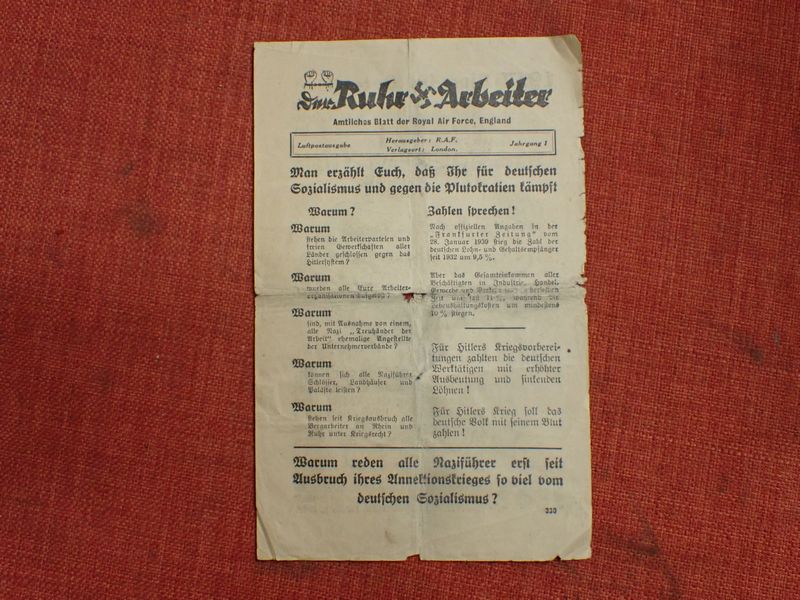 Der Ruhr Arbeiter
Amtliches Blatt der Royal Air Force, England
Luftpostausgabe
Herausgeber: R.A.F.
Verlagsort: London.
Jahrgang 1
Man erzählt Euch, daß Ihr für deutschen
Sozialismus und gegen die Plutokratien kämpft
Warum?
Warum
stehen die Arbeiterparteien und
freien Gewerkschaften aller
Länder geschlossen gegen das
Hitlersystem?
Warum
wurden alle Eure Arbeiter-
organisationen aufgelöst?
Warum
sind, mit Ausnahme von einem,
alle Nazi „Treuhänder der
Arbeit" ehemalige Angestellte
der Unternehmerverbände?
Warum
können sich alle Naziführer
Schlösser, Landhäuser und
Paläste leisten?
Warum
stehen seit Kriegsausbruch alle
Bergarbeiter an Rhein und
Ruhr unter Kriegsrecht?
Zahlen sprechen!
Nach offiziellen Angaben in der
„Frankfurter Zeitung" vom
28. Januar 1939 stieg die Zahl der
deutschen Lohn- und Gehaltsempfänger
seit 1932 um 9,5%.
Aber das Gesamteinkommen aller
Beschäftigten in Industrie, Handel,
Gewerbe und
Zeit um während die
Lebenshaltungskosten um mindestens
10% stiegen.
Für Hitlers Kriegsvorberei-
tungen zahlten die deutschen
Werktätigen mit erhöhter
Ausbeutung und sinkenden
Löhnen!
Für Hitlers Krieg soll das
deutsche Volk mit seinem Blut
zahlen!
Warum reden alle Naziführer erst seit
Ausbruch ihres Annektionskrieges so viel vom
deutschen Sozialismus?
330